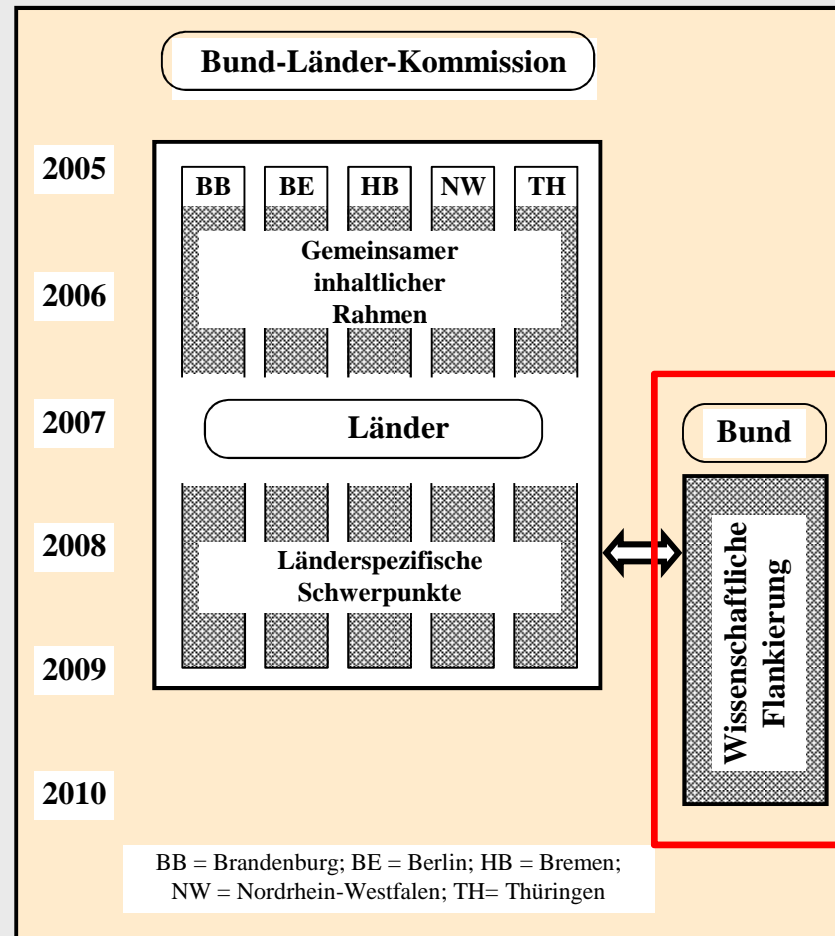 Bund-Länder-Kommission
2005
BB BE HB NW TH
Gemeinsamer
inhaltlicher
Rahmen
2006
2007
Länder
Bund
2008
Länderspezifische
Schwerpunkte
Wissenschaftliche
Flankierung
2009
2010
BB = Brandenburg; BE = Berlin; HB = Bremen;
NW = Nordrhein-Westfalen; TH= Thüringen